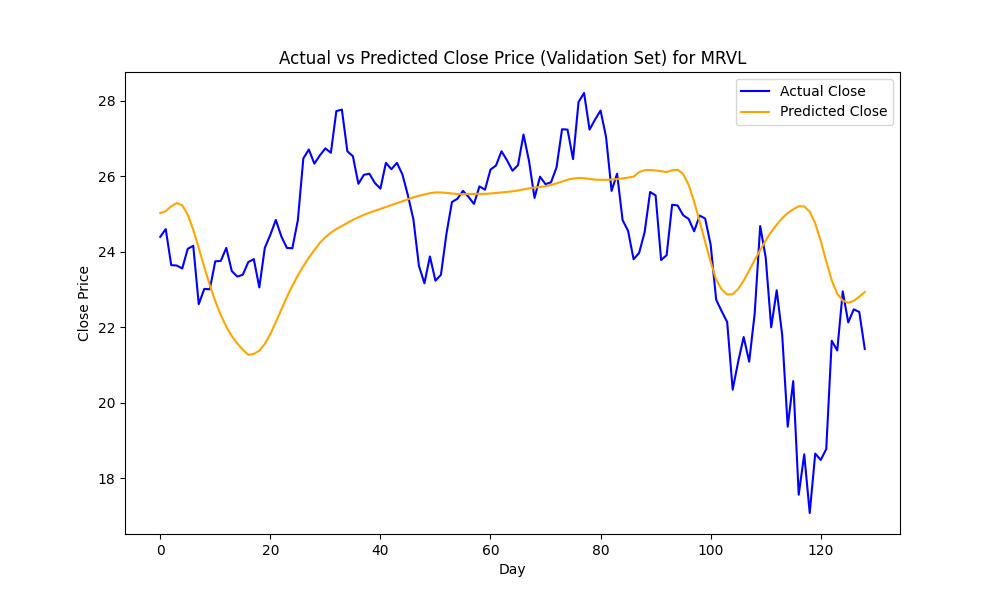 Actual vs Predicted Close Price (Validation Set) for MRVL
Actual Close
Predicted Close
Close Price
28
26
24
22
20
18
0 20 40 60 80 100 120
Day